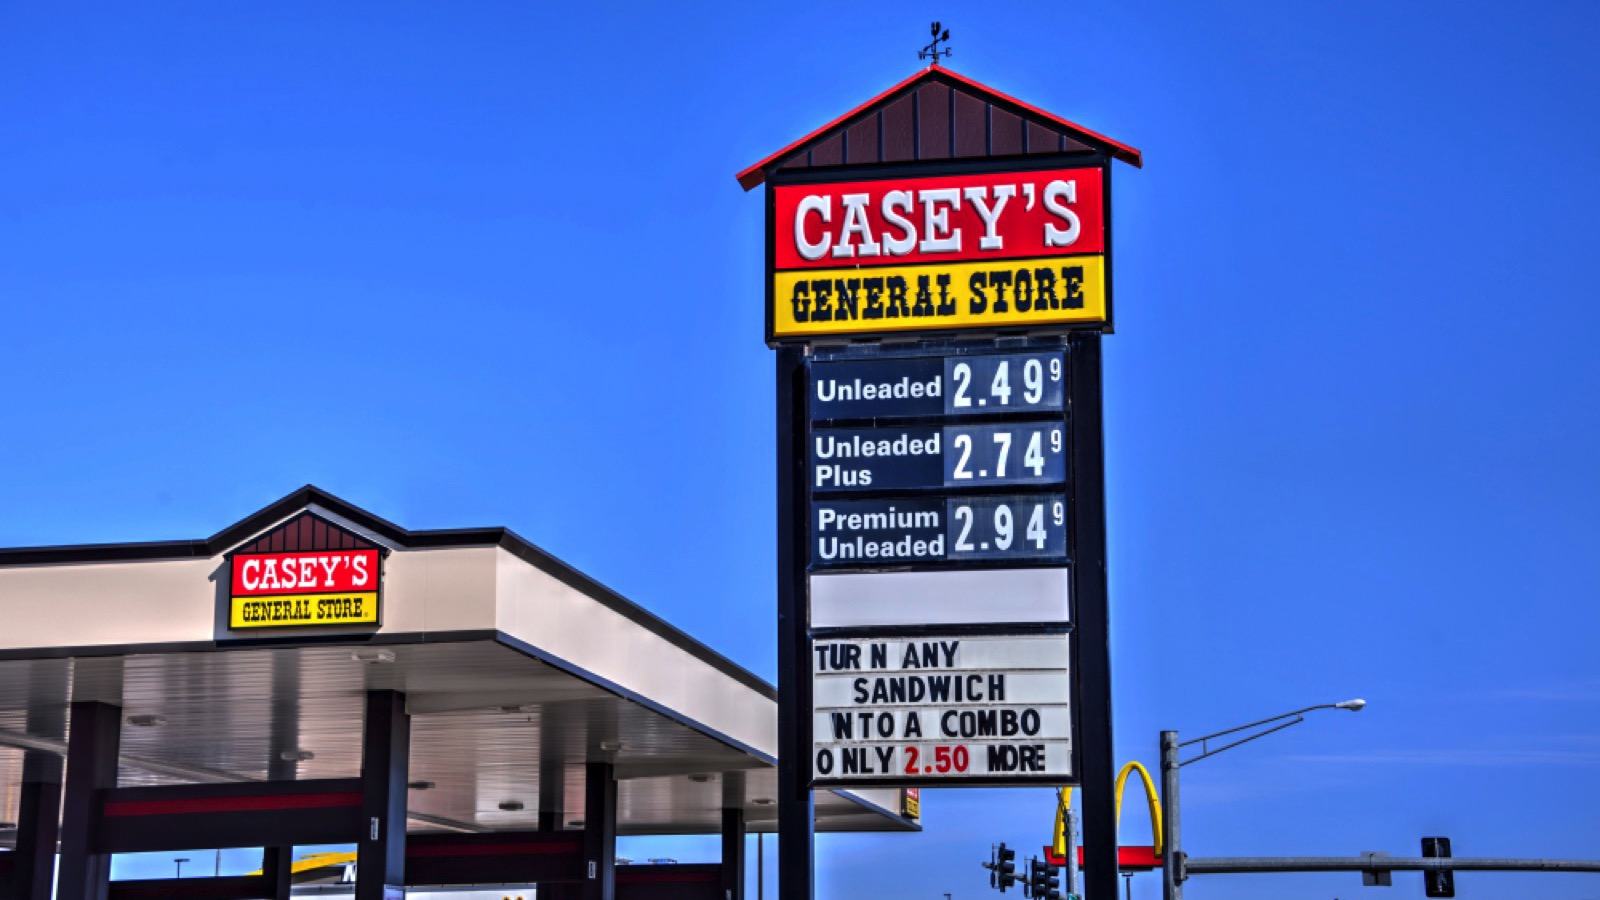 CASEY'S
GENERAL STORE
Unleaded 2.49 9
Unleaded
Plus 2.74 9
Premium
Unleaded 2.94 9
TUR N ANY
SANDWICH
INTO A COMBO
O NLY 2.50 MORE
CASEY'S
GENERAL STORE